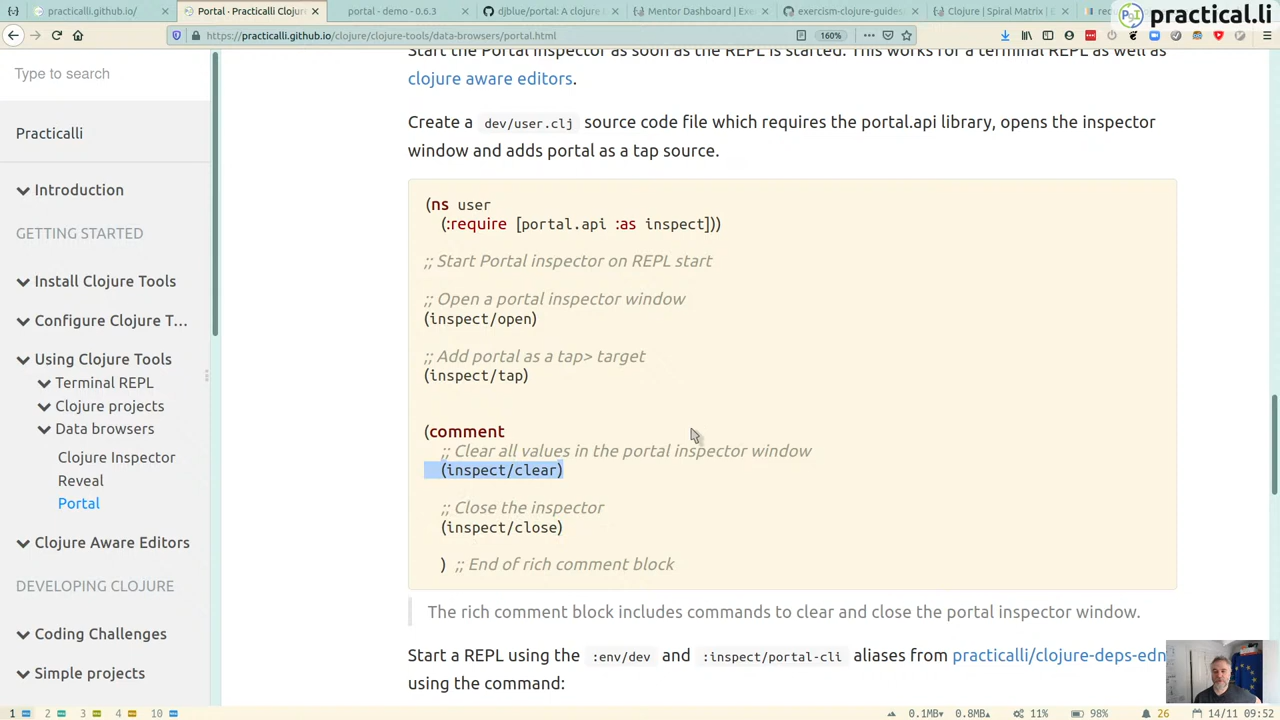 practicalli.github.io/
Portal · Practicalli Clojur
portal - demo - 0.6.3
djblue/portal: A clojure
Mentor Dashboard | Exe
exercism-clojure-guides
Clojure | Spiral Matrix | E
rec
practical.li
https://practicalli.github.io/clojure/clojure-tools/data-browsers/portal.html
160%
Type to search
Practicalli
Introduction
GETTING STARTED
Install Clojure Tools
Configure Clojure T...
Using Clojure Tools
Terminal REPL
Clojure projects
Data browsers
Clojure Inspector
Reveal
Portal
Clojure Aware Editors
DEVELOPING CLOJURE
Coding Challenges
Simple projects
Start the Portal Inspector as soon as the REPL is started. This works for a terminal REPL as well as
clojure aware editors.
Create a dev/user.clj source code file which requires the portal.api library, opens the inspector
window and adds portal as a tap source.
(ns user
(:require [portal.api :as inspect]))
;; Start Portal inspector on REPL start
;; Open a portal inspector window
(inspect/open)
;; Add portal as a tap> target
(inspect/tap)
(comment
;; Clear all values in the portal inspector window
(inspect/clear)
;; Close the inspector
(inspect/close)
) ;; End of rich comment block
The rich comment block includes commands to clear and close the portal inspector window.
Start a REPL using the :env/dev and :inspect/portal-cli aliases from practicalli/clojure-deps-edn
using the command:
1 2 3 4 10
0.1MB 0.8MB 11% 98% 26 14/11 09:52